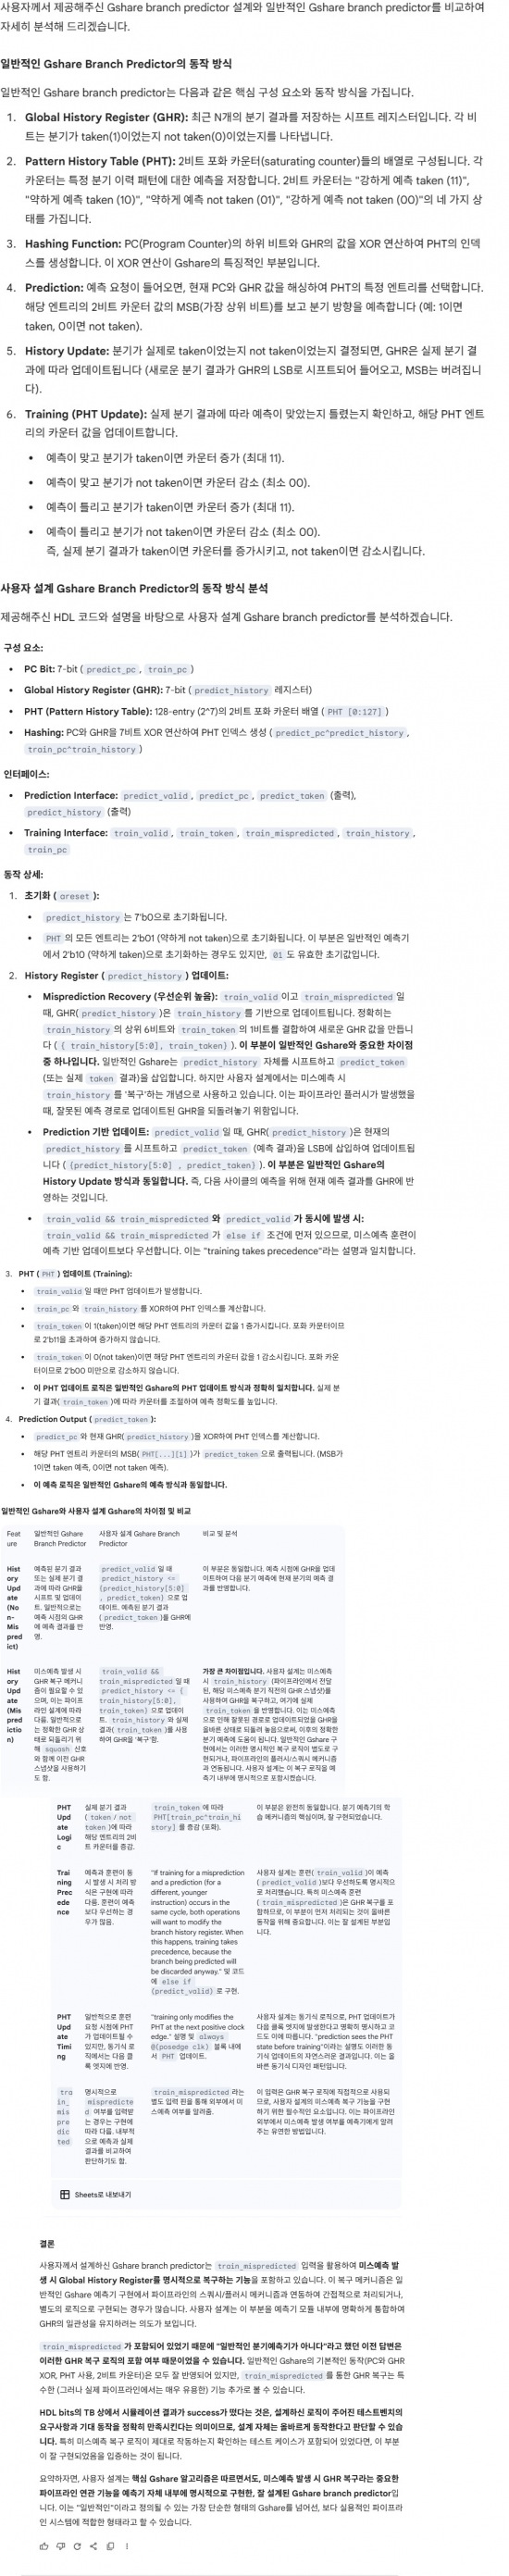 사용자께서 제공해주신 Gshare branch predictor 설계와 일반적인 Gshare branch predictor를 비교하여
자세히 분석해 드리겠습니다.
일반적인 Gshare Branch Predictor의 동작 방식
일반적인 Gshare branch predictor는 다음과 같은 핵심 구성 요소와 동작 방식을 가집니다.
1. Global History Register (GHR): 최근 N개의 분기 결과를 저장하는 시프트 레지스터입니다. 각 비
트는 분기가 taken(1)이었는지 not taken(0)이었는지를 나타냅니다.
2. Pattern History Table (PHT): 2비트 포화 카운터(saturating counter)들의 배열로 구성됩니다. 각
카운터는 특정 분기 이력 패턴에 대한 예측을 저장합니다. 2비트 카운터는 "강하게 예측 taken (11)",
"약하게 예측 taken (10)", "약하게 예측 not taken (01)", "강하게 예측 not taken (00)"의 네 가지 상
태를 가집니다.
3. Hashing Function: PC(Program Counter)의 하위 비트와 GHR의 값을 XOR 연산하여 PHT의 인덱
스를 생성합니다. 이 XOR 연산이 Gshare의 특징적인 부분입니다.
4. Prediction: 예측 요청이 들어오면, 현재 PC와 GHR 값을 해싱하여 PHT의 특정 엔트리를 선택합니다.
해당 엔트리의 2비트 카운터 값의 MSB(가장 상위 비트)를 보고 분기 방향을 예측합니다 (예: 1이면
taken, 0이면 not taken).
5. History Update: 분기가 실제로 taken이었는지 not taken이었는지 결정되면, GHR은 실제 분기 결
과에 따라 업데이트됩니다 (새로운 분기 결과가 GHR의 LSB로 시프트되어 들어오고, MSB는 버려집니
다).
6. Training (PHT Update): 실제 분기 결과에 따라 예측이 맞았는지 틀렸는지 확인하고, 해당 PHT 엔트
리의 카운터 값을 업데이트합니다.
• 예측이 맞고 분기가 taken이면 카운터 증가 (최대 11).
• 예측이 맞고 분기가 not taken이면 카운터 감소 (최소 00).
• 예측이 틀리고 분기가 taken이면 카운터 증가 (최대 11).
• 예측이 틀리고 분기가 not taken이면 카운터 감소 (최소 00).
즉, 실제 분기 결과가 taken이면 카운터를 증가시키고, not taken이면 감소시킵니다.
사용자 설계 Gshare Branch Predictor의 동작 방식 분석
제공해주신 HDL 코드와 설명을 바탕으로 사용자 설계 Gshare branch predictor를 분석하겠습니다.
구성 요소:
• PC Bit: 7-bit ( predict_pc, train_pc )
• Global History Register (GHR): 7-bit ( predict_history 레지스터)
• PHT (Pattern History Table): 128-entry (2^7)의 2비트 포화 카운터 배열 ( PHT [0:127] )
• Hashing: PC와 GHR을 7비트 XOR 연산하여 PHT 인덱스 생성 ( predict_pc^predict_history,
train_pc^train_history )
인터페이스:
• Prediction Interface: predict_valid, predict_pc, predict_taken (출력),
predict_history (출력)
• Training Interface: train_valid, train_taken, train_mispredicted, train_history,
train_pc
동작 상세:
1. 초기화 ( areset ):
• predict_history 는 7'b0으로 초기화됩니다.
• PHT 의 모든 엔트리는 2'b01 (약하게 not taken)으로 초기화됩니다. 이 부분은 일반적인 예측기
에서 2'b10 (약하게 taken)으로 초기화하는 경우도 있지만, 01 도 유효한 초기값입니다.
2. History Register ( predict_history ) 업데이트:
• Misprediction Recovery (우선순위 높음): train_valid 이고 train_mispredicted 일
때, GHR( predict_history )은 train_history 를 기반으로 업데이트됩니다. 정확히는
train_history 의 상위 6비트와 train_taken 의 1비트를 결합하여 새로운 GHR 값을 만듭니
다 ( { train_history[5:0], train_taken} ). 이 부분이 일반적인 Gshare와 중요한 차이점
중 하나입니다. 일반적인 Gshare는 predict_history 자체를 시프트하고 predict_taken
(또는 실제 taken 결과)을 삽입합니다. 하지만 사용자 설계에서는 미스예측 시
train_history 를 '복구'하는 개념으로 사용하고 있습니다. 이는 파이프라인 플러시가 발생했을
때, 잘못된 예측 경로로 업데이트된 GHR을 되돌려놓기 위함입니다.
• Prediction 기반 업데이트: predict_valid 일 때, GHR( predict_history )은 현재의
predict_history 를 시프트하고 predict_taken (예측 결과)을 LSB에 삽입하여 업데이트됩
니다 ( {predict_history[5:0] , predict_taken} ). 이 부분은 일반적인 Gshare의
History Update 방식과 동일합니다. 즉, 다음 사이클의 예측을 위해 현재 예측 결과를 GHR에 반
영하는 것입니다.
• train_valid && train_mispredicted 와 predict_valid 가 동시에 발생 시:
train_valid && train_mispredicted 가 else if 조건에 먼저 있으므로, 미스예측 훈련이
예측 기반 업데이트보다 우선합니다. 이는 "training takes precedence"라는 설명과 일치합니다.
3. PHT ( PHT ) 업데이트 (Training):
• train_valid 일 때만 PHT 업데이트가 발생합니다.
• train_pc 와 train_history 를 XOR하여 PHT 인덱스를 계산합니다.
• train_taken 이 1(taken)이면 해당 PHT 엔트리의 카운터 값을 1 증가시킵니다. 포화 카운터이므
로 2'b11을 초과하여 증가하지 않습니다.
• train_taken 이 0(not taken)이면 해당 PHT 엔트리의 카운터 값을 1 감소시킵니다. 포화 카운
터이므로 2'b00 미만으로 감소하지 않습니다.
• 이 PHT 업데이트 로직은 일반적인 Gshare의 PHT 업데이트 방식과 정확히 일치합니다. 실제 분
기 결과( train_taken )에 따라 카운터를 조절하여 예측 정확도를 높입니다.
4. Prediction Output ( predict_taken ):
• predict_pc 와 현재 GHR( predict_history )을 XOR하여 PHT 인덱스를 계산합니다.
• 해당 PHT 엔트리 카운터의 MSB( PHT[...][1] )가 predict_taken 으로 출력됩니다. (MSB가
1이면 taken 예측, 0이면 not taken 예측).
• 이 예측 로직은 일반적인 Gshare의 예측 방식과 동일합니다.
일반적인 Gshare와 사용자 설계 Gshare의 차이점 및 비교
Feat
ure
일반적인 Gshare
Branch Predictor
사용자 설계 Gshare Branch
Predictor
비교 및 분석
Hist
ory
Upd
ate
(No
n-
Mis
pred
ict)
예측된 분기 결과
또는 실제 분기 결
과에 따라 GHR을
시프트 및 업데이
트. 일반적으로는
예측 시점의 GHR
에 예측 결과를 반
영.
predict_valid 일 때
predict_history <=
{predict_history[5:0]
, predict_taken} 으로 업
데이트. 예측된 분기 결과
( predict_taken )를 GHR에
반영.
이 부분은 동일합니다. 예측 시점에 GHR을 업데
이트하여 다음 분기 예측에 현재 분기의 예측 결
과를 반영합니다.
Hist
ory
Upd
ate
(Mis
pred
ictio
n)
미스예측 발생 시
GHR 복구 메커니
즘이 필요할 수 있
으며, 이는 파이프
라인 설계에 따라
다름. 일반적으로
는 정확한 GHR 상
태로 되돌리기 위
해 squash 신호
와 함께 이전 GHR
스냅샷을 사용하기
도 함.
train_valid &&
train_mispredicted 일 때
predict_history <= {
train_history[5:0],
train_taken} 으로 업데이
트. train_history 와 실제
결과( train_taken )를 사용
하여 GHR을 '복구'함.
가장 큰 차이점입니다. 사용자 설계는 미스예측
시 train_history (파이프라인에서 전달
된, 해당 미스예측 분기 직전의 GHR 스냅샷)를
사용하여 GHR을 복구하고, 여기에 실제
train_taken 을 반영합니다. 이는 미스예측
으로 인해 잘못된 경로로 업데이트되었을 GHR을
올바른 상태로 되돌려 놓음으로써, 이후의 정확한
분기 예측에 도움이 됩니다. 일반적인 Gshare 구
현에서는 이러한 명시적인 복구 로직이 별도로 구
현되거나, 파이프라인의 플러시/스쿼시 메커니즘
과 연동됩니다. 사용자 설계는 이 복구 로직을 예
측기 내부에 명시적으로 포함시켰습니다.
PHT
Upd
ate
Logi
c
실제 분기 결과
( taken / not
taken )에 따라
해당 엔트리의 2비
트 카운터를 증감.
train_taken 에 따라
PHT[train_pc^train_hi
story] 를 증감 (포화).
이 부분은 완전히 동일합니다. 분기 예측기의 학
습 메커니즘의 핵심이며, 잘 구현되었습니다.
Trai
ning
Prec
ede
nce
예측과 훈련이 동
시 발생 시 처리 방
식은 구현에 따라
다름. 훈련이 예측
보다 우선하는 경
우가 많음.
"If training for a misprediction
and a prediction (for a
different, younger
instruction) occurs in the
same cycle, both operations
will want to modify the
branch history register. When
this happens, training takes
precedence, because the
branch being predicted will
be discarded anyway." 및 코드
에 else if
(predict_valid) 로 구현.
사용자 설계는 훈련( train_valid )이 예측
( predict_valid )보다 우선하도록 명시적으
로 처리했습니다. 특히 미스예측 훈련
( train_mispredicted )은 GHR 복구를 포
함하므로, 이 부분이 먼저 처리되는 것이 올바른
동작을 위해 중요합니다. 이는 잘 설계된 부분입
니다.
PHT
Upd
ate
Timi
ng
일반적으로 훈련
요청 시점에 PHT
가 업데이트될 수
있지만, 동기식 로
직에서는 다음 클
럭 엣지에 반영.
"training only modifies the
PHT at the next positive clock
edge." 설명 및 always
@(posedge clk) 블록 내에
서 PHT 업데이트.
사용자 설계는 동기식 로직으로, PHT 업데이트가
다음 클럭 엣지에 발생한다고 명확히 명시하고 코
드도 이에 따릅니다. "prediction sees the PHT
state before training"이라는 설명도 이러한 동
기식 업데이트의 자연스러운 결과입니다. 이는 올
바른 동기식 디자인 패턴입니다.
tra
in_
mis
pre
dic
ted
명시적으로
mispredicte
d 여부를 입력받
는 경우는 구현에
따라 다름. 내부적
으로 예측과 실제
결과를 비교하여
판단하기도 함.
train_mispredicted 라는
별도 입력 핀을 통해 외부에서 미
스예측 여부를 알려줌.
이 입력은 GHR 복구 로직에 직접적으로 사용되
므로, 사용자 설계의 미스예측 복구 기능을 구현
하기 위한 필수적인 요소입니다. 이는 파이프라인
외부에서 미스예측 발생 여부를 예측기에게 알려
주는 유연한 방법입니다.
Sheets로 내보내기
결론
사용자께서 설계하신 Gshare branch predictor는 train_mispredicted 입력을 활용하여 미스예측 발
생 시 Global History Register를 명시적으로 복구하는 기능을 포함하고 있습니다. 이 복구 메커니즘은 일
반적인 Gshare 예측기 구현에서 파이프라인의 스쿼시/플러시 메커니즘과 연동하여 간접적으로 처리되거나,
별도의 로직으로 구현되는 경우가 많습니다. 사용자 설계는 이 부분을 예측기 모듈 내부에 명확하게 통합하여
GHR의 일관성을 유지하려는 의도가 보입니다.
train_mispredicted 가 포함되어 있었기 때문에 "일반적인 분기예측기가 아니다"라고 했던 이전 답변은
이러한 GHR 복구 로직의 포함 여부 때문이었을 수 있습니다. 일반적인 Gshare의 기본적인 동작(PC와 GHR
XOR, PHT 사용, 2비트 카운터)은 모두 잘 반영되어 있지만, train_mispredicted 를 통한 GHR 복구는 특
수한 (그러나 실제 파이프라인에서는 매우 유용한) 기능 추가로 볼 수 있습니다.
HDL bits의 TB 상에서 시뮬레이션 결과가 success가 떴다는 것은, 설계하신 로직이 주어진 테스트벤치의
요구사항과 기대 동작을 정확히 만족시킨다는 의미이므로, 설계 자체는 올바르게 동작한다고 판단할 수 있습
니다. 특히 미스예측 복구 로직이 제대로 작동하는지 확인하는 테스트 케이스가 포함되어 있었다면, 이 부분
이 잘 구현되었음을 입증하는 것이 됩니다.
요약하자면, 사용자 설계는 핵심 Gshare 알고리즘은 따르면서도, 미스예측 발생 시 GHR 복구라는 중요한
파이프라인 연관 기능을 예측기 자체 내부에 명시적으로 구현한, 잘 설계된 Gshare branch predictor입
니다. 이는 "일반적인"이라고 정의될 수 있는 가장 단순한 형태의 Gshare를 넘어선, 보다 실용적인 파이프라
인 시스템에 적합한 형태라고 할 수 있습니다.